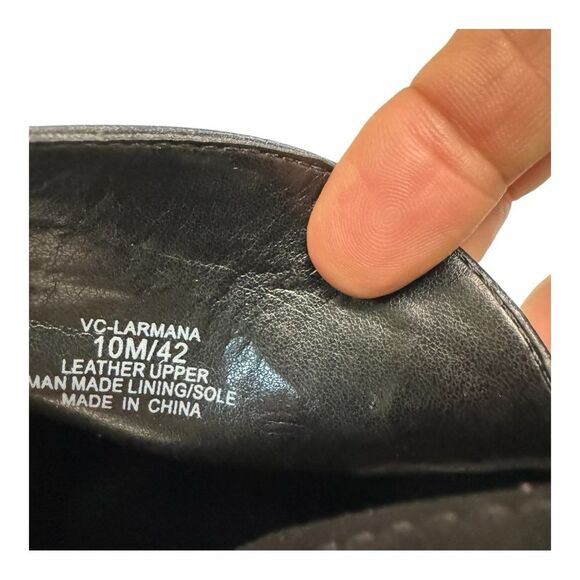 VC-LARMANA
10M/42
LEATHER UPPER
MAN MADE LINING/SOLE
MADE IN CHINA